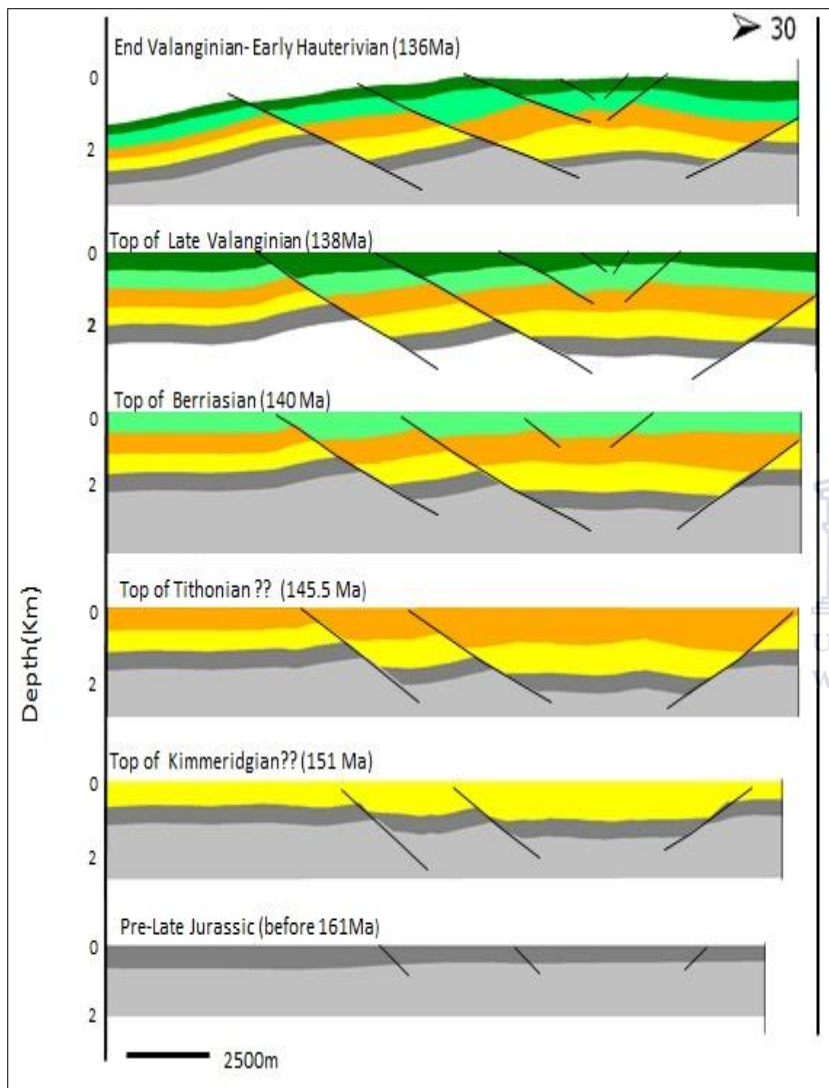 End Valanginian- Early Hauterivian (136Ma)
30
0
2
Top of Late Valanginian (138Ma)
0
2
Top of Berriasian (140 Ma)
0
2
Top of Tithonian ?? (145.5 Ma)
0
2
Top of Kimmeridgian?? (151 Ma)
0
2
Pre-Late Jurassic (before 161Ma)
0
2
Depth(Km)
2500m
U
W